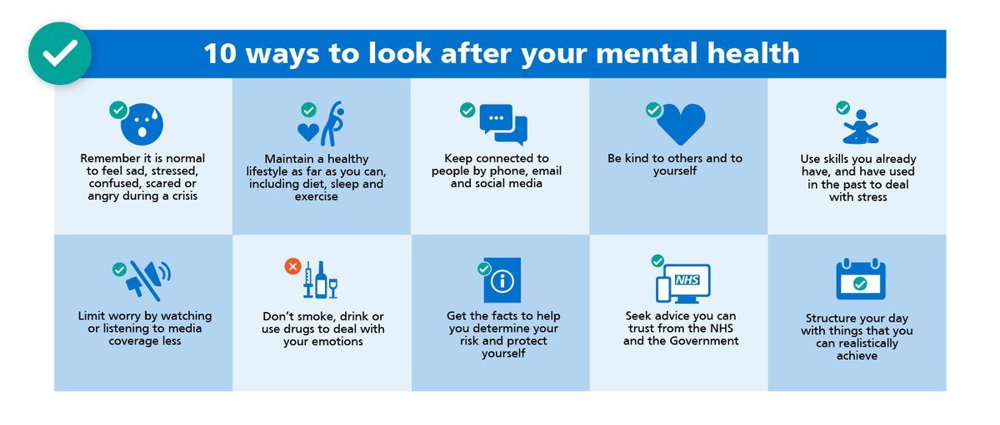 10 ways to look after your mental health
Remember it is normal
to feel sad, stressed,
confused, scared or
angry during a crisis
Maintain a healthy
lifestyle as far as you can,
including diet, sleep and
exercise
Keep connected to
people by phone, email
and social media
Be kind to others and to
yourself
Use skills you already
have, and have used
in the past to deal
with stress
Limit worry by watching
or listening to media
coverage less
Don’t smoke, drink or
use drugs to deal with
your emotions
Get the facts to help
you determine your
risk and protect
yourself
NHS
Seek advice you can
trust from the NHS
and the Government
Structure your day
with things that you
can realistically
achieve